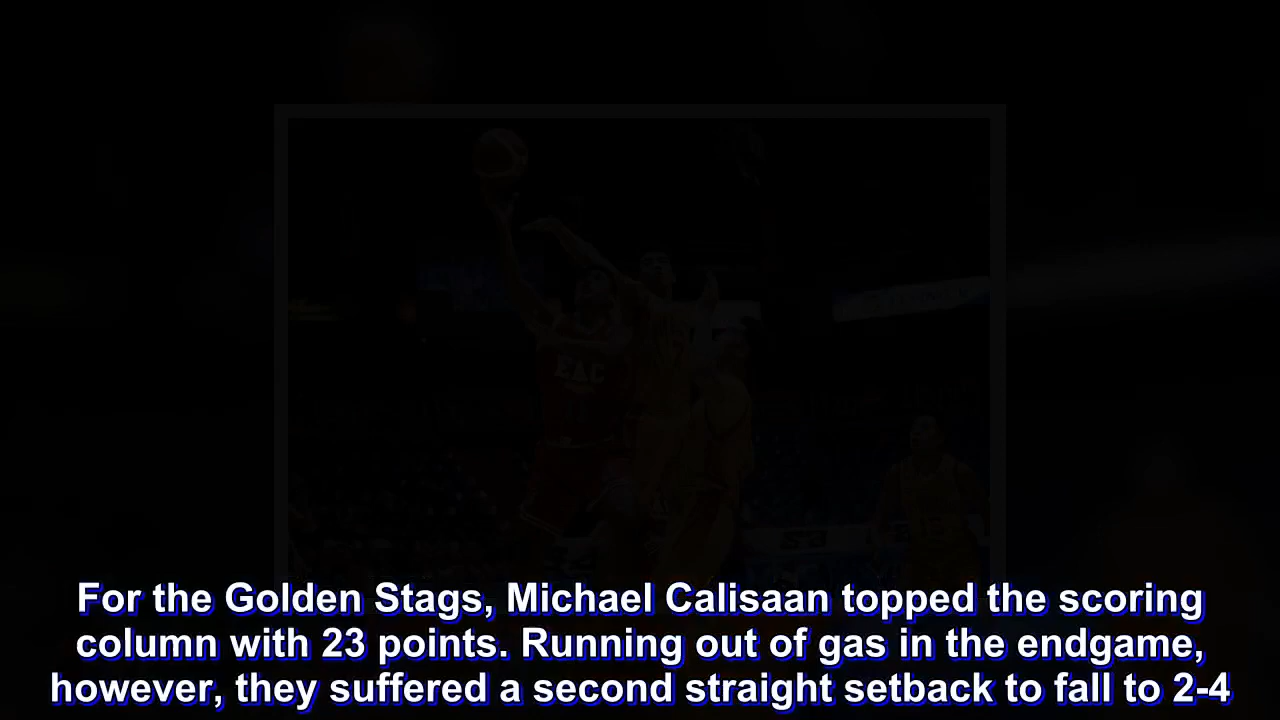 EAC
For the Golden Stags, Michael Calisaan topped the scoring
column with 23 points. Running out of gas in the endgame,
however, they suffered a second straight setback to fall to 2-4